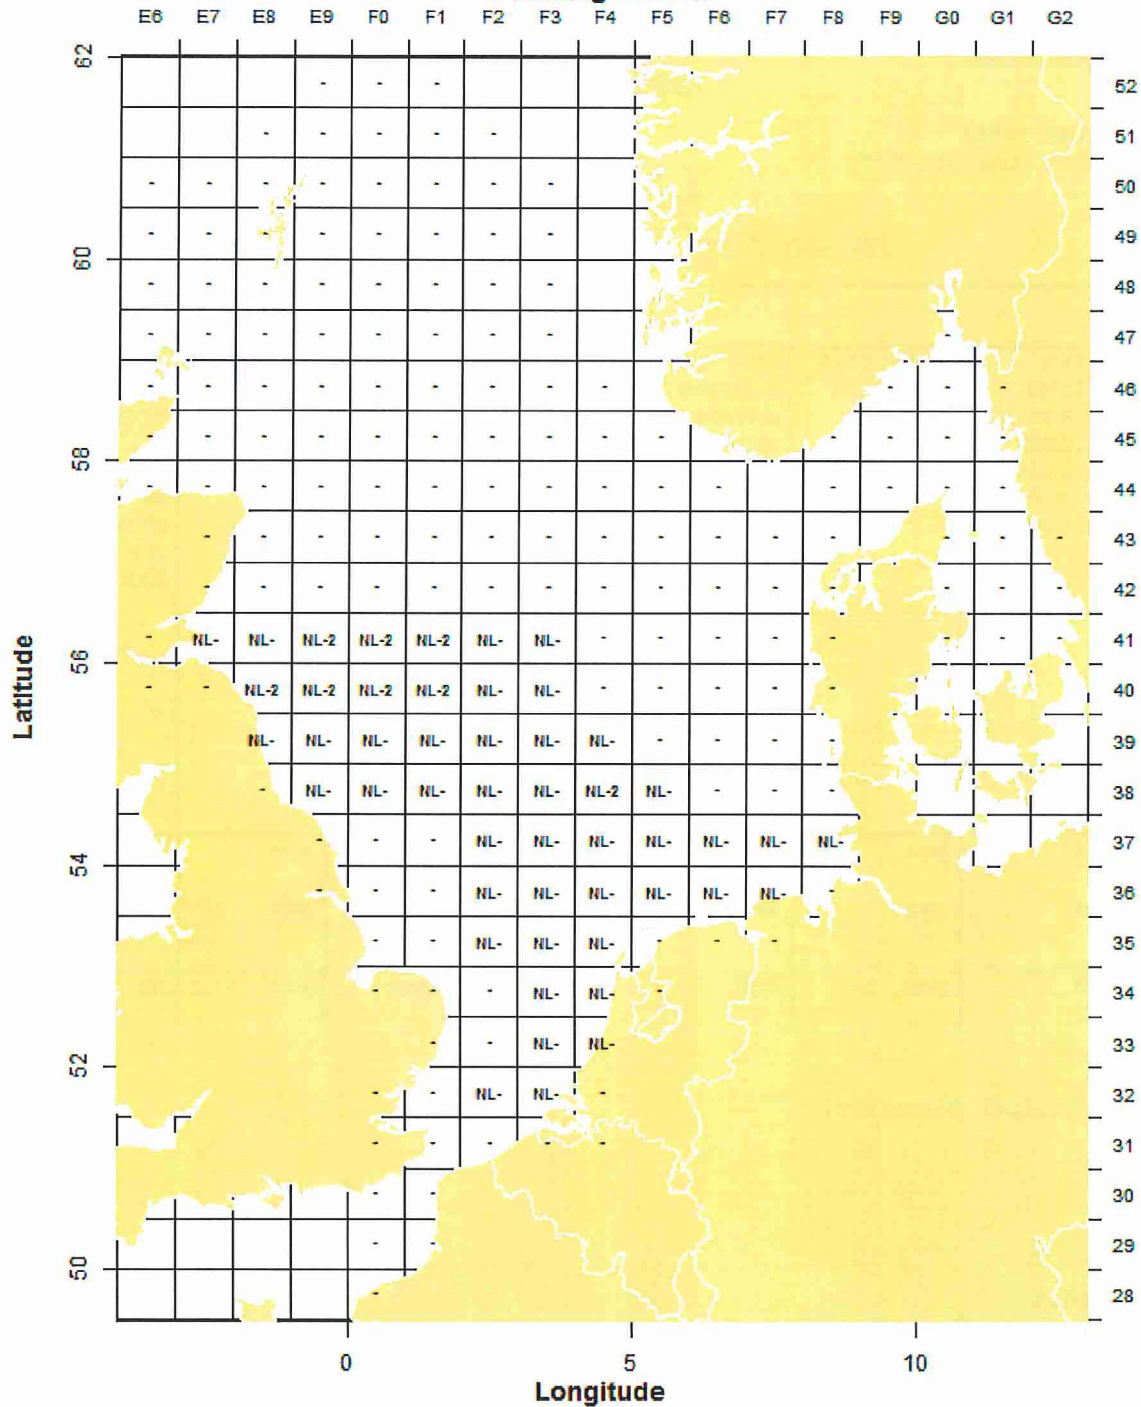 E6 E7 E8 E9 F0 F1 F2 F3 F4 F5 F6 F7 F8 F9 G0 G1 G2
62
- - - 52
- - - - - 51
- - - - - - - - 50
- - - - - - - - 49
60
- - - - - - - - 48
- - - - - - - - - 47
- - - - - - - - - - - - 46
- - - - - - - - - - - - - - 45
58
- - - - - - - - - - - - - - - 44
- - - - - - - - - - - - - - - 43
- - - - - - - - - - - - - - 42
- NL- NL- NL-2 NL-2 NL-2 NL- NL- - - - - - - - - 41
56
- - NL-2 NL-2 NL-2 NL-2 NL- NL- - - - - - 40
NL- NL- NL- NL- NL- NL- NL- - - - - 39
- NL- NL- NL- NL- NL- NL-2 NL- - - - 38
- - - NL- NL- NL- NL- NL- NL- NL- 37
54
- - - NL- NL- NL- NL- NL- NL- - 36
- - NL- NL- NL- - - - 35
- - - NL- NL- - 34
- - NL- NL- 33
52
- - NL- NL- - 32
- - - - - 31
- - 30
- - 29
50
- 28
0 5 10
Latitude
Longitude